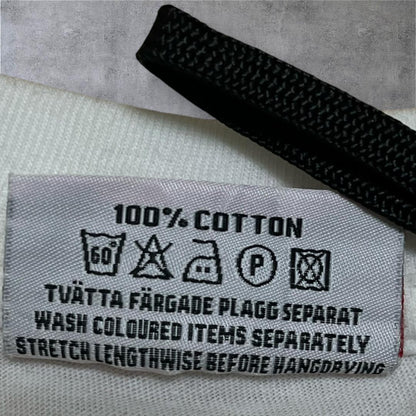 100% COTTON
60° P
TVÄTTA FÄRGADE PLAGG SEPARAT
WASH COLOURED ITEMS SEPARATELY
STRETCH LENGTHWISE BEFORE HANGDRYING